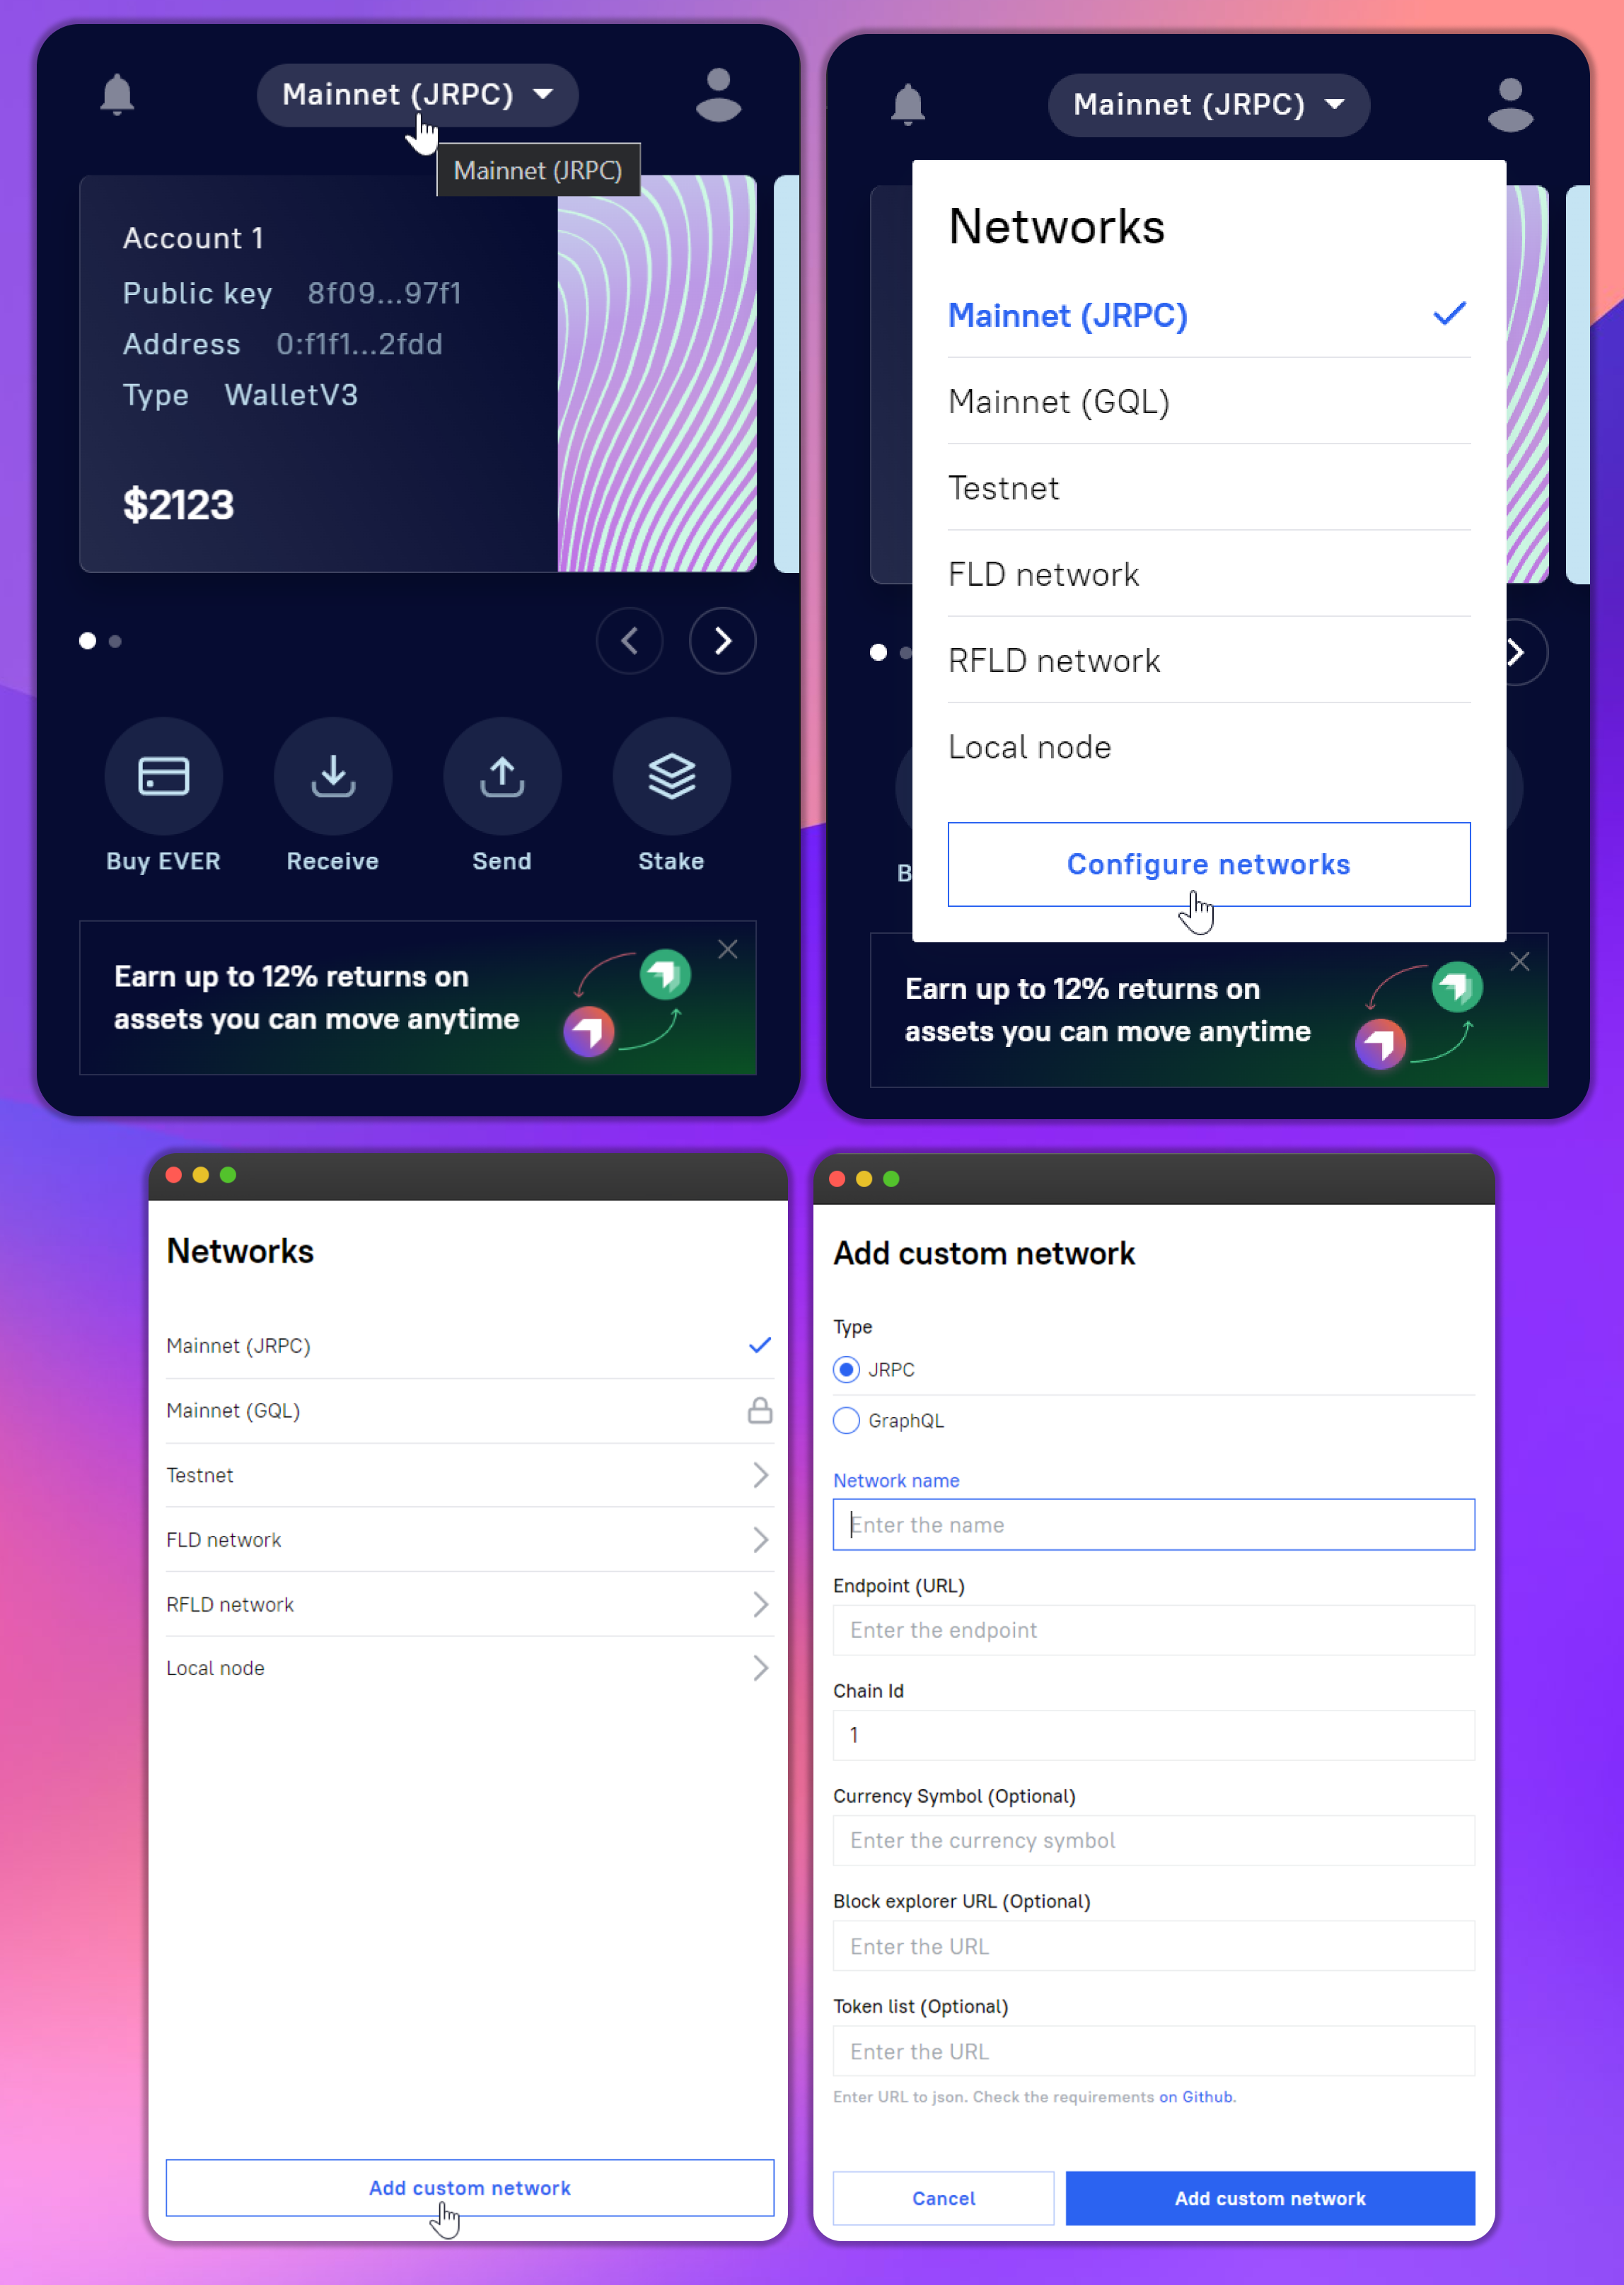 Mainnet (JRPC)
Mainnet (JRPC)
Account 1
Public key 8f09...97f1
Address 0:f1f1...2fdd
Type WalletV3
$2123
Buy EVER
Receive
Send
Stake
Earn up to 12% returns on
assets you can move anytime
Mainnet (JRPC)
Networks
Mainnet (JRPC)
Mainnet (GQL)
Testnet
FLD network
RFLD network
Local node
Configure networks
B
Earn up to 12% returns on
assets you can move anytime
Networks
Mainnet (JRPC)
Mainnet (GQL)
Testnet
FLD network
RFLD network
Local node
Add custom network
Add custom network
Type
JRPC
GraphQL
Network name
Enter the name
Endpoint (URL)
Enter the endpoint
Chain Id
1
Currency Symbol (Optional)
Enter the currency symbol
Block explorer URL (Optional)
Enter the URL
Token list (Optional)
Enter the URL
Enter URL to json. Check the requirements on Github.
Cancel
Add custom network